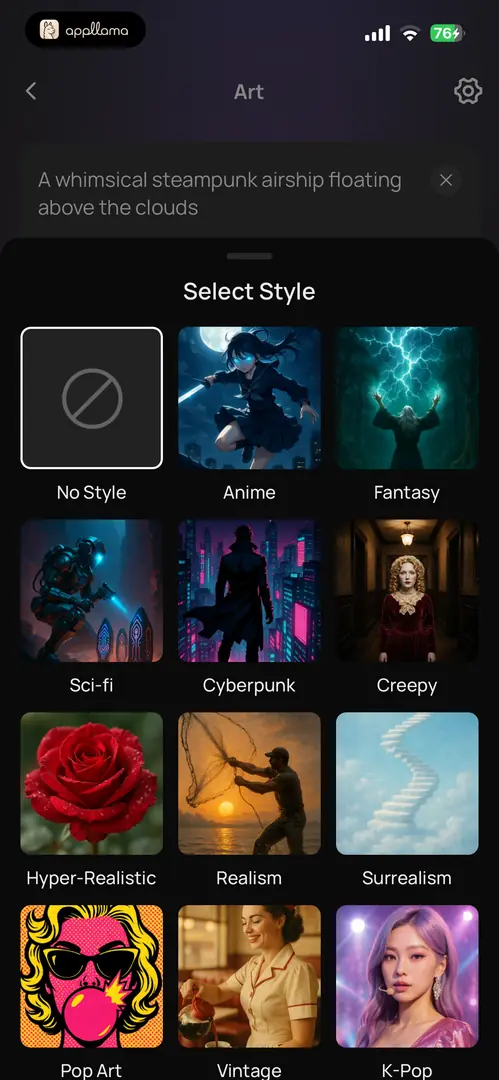 appllama
76
Art
A whimsical steampunk airship floating
above the clouds
Select Style
No Style
Anime
Fantasy
Sci-fi
Cyberpunk
Creepy
Hyper-Realistic
Realism
Surrealism
Pop Art
Vintage
K-Pop